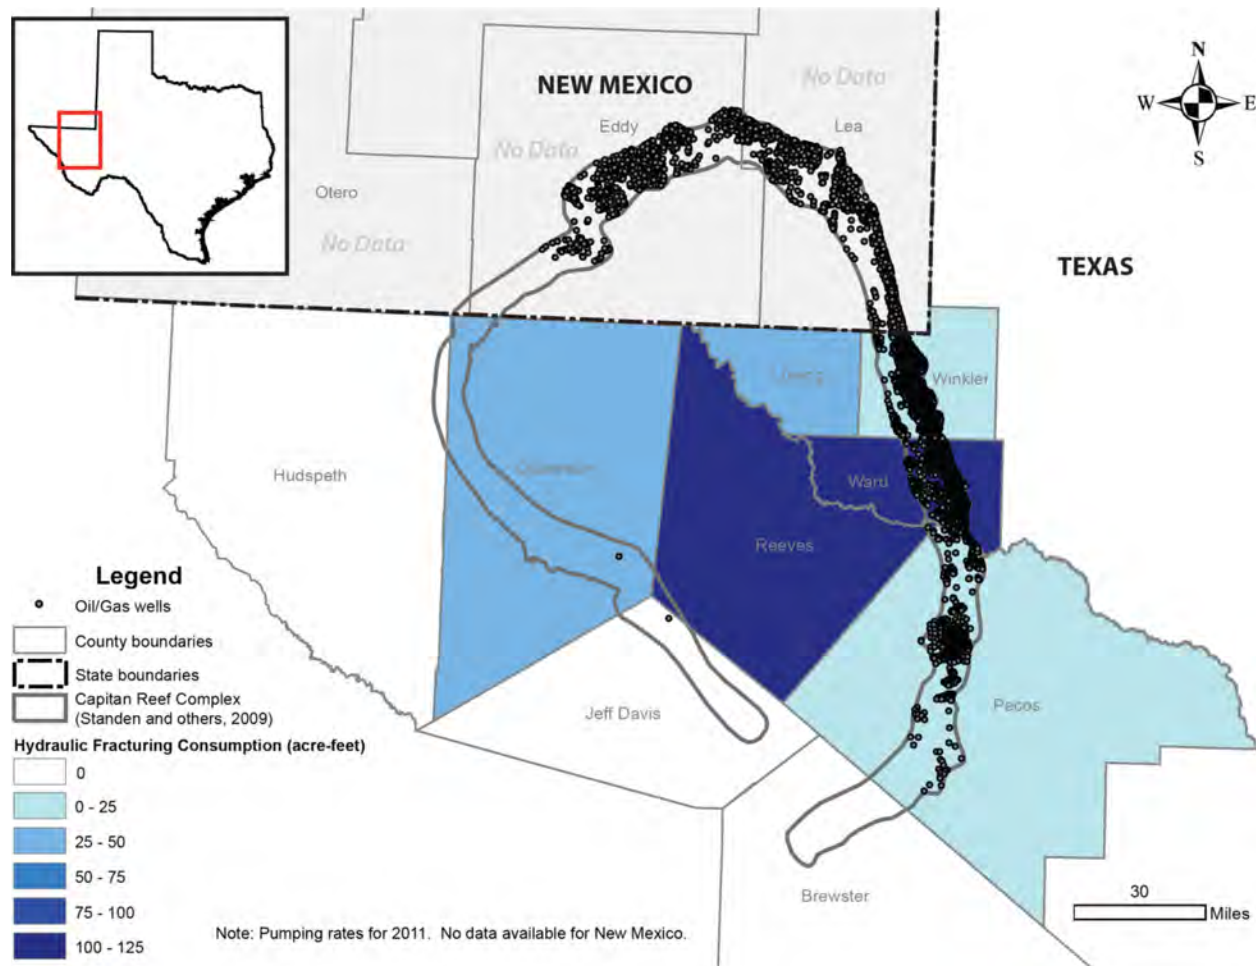 NEW MEXICO
No Data
Eddy
Lea
No Data
Otero
No Data
N
W
E
S
TEXAS
Winkler
Hudspeth
Ward
Reeves
Jeff Davis
Pecos
Brewster
Legend
Oil/Gas wells
County boundaries
State boundaries
Capitan Reef Complex
(Standen and others, 2009)
Hydraulic Fracturing Consumption (acre-feet)
0
0 - 25
25 - 50
50 - 75
75 - 100
100 - 125
Note: Pumping rates for 2011. No data available for New Mexico.
30
Miles